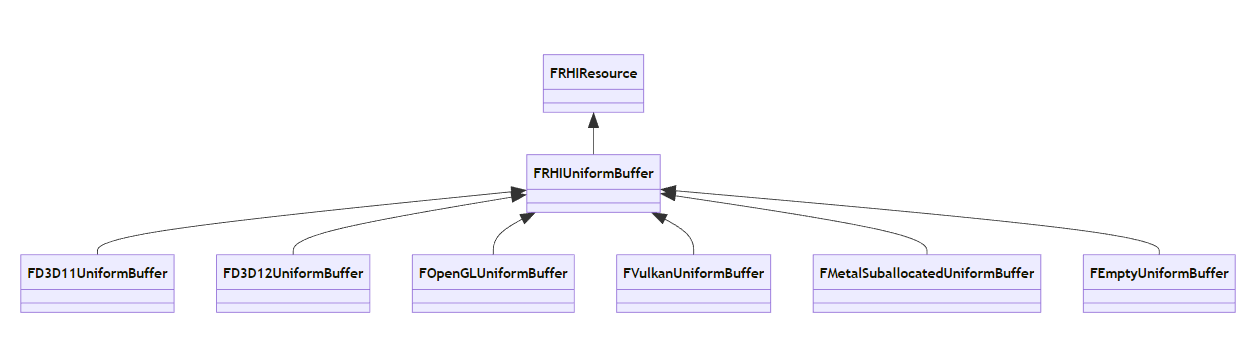 FRHIResource
FRHIUniformBuffer
FD3D11UniformBuffer
FD3D12UniformBuffer
FOpenGLUniformBuffer
FVulkanUniformBuffer
FMetalSuballocatedUniformBuffer
FEmptyUniformBuffer